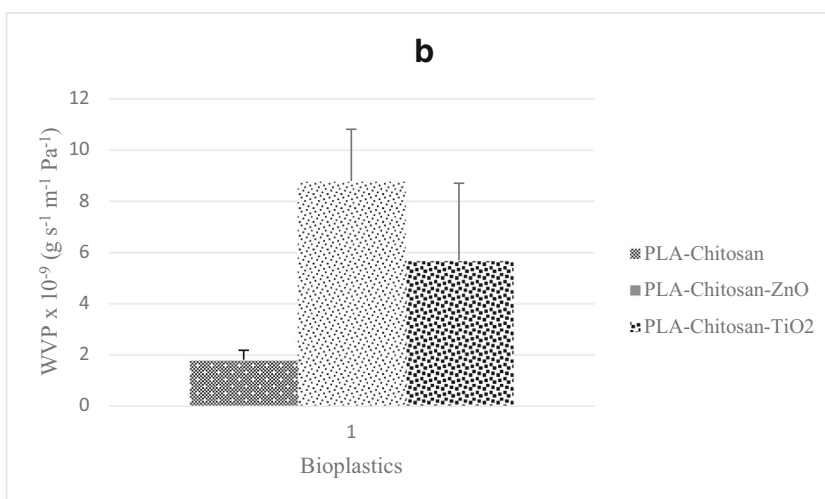 b
12
10
8
6
4
2
0
WVP x 10⁻⁹ (g s⁻¹ m⁻¹ Pa⁻¹)
1
Bioplastics
PLA-Chitosan
PLA-Chitosan-ZnO
PLA-Chitosan-TiO2